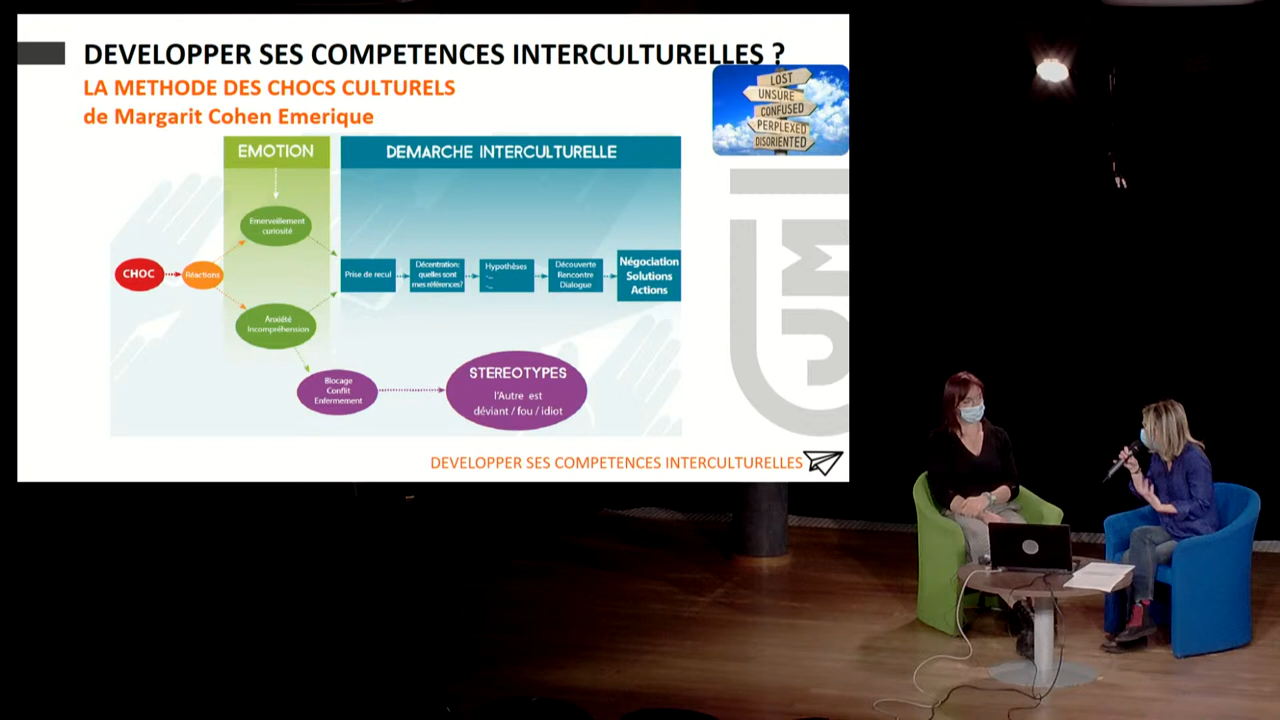 DEVELOPPER SES COMPETENCES INTERCULTURELLES ?
LA METHODE DES CHOCS CULTURELS
de Margarit Cohen Emerique
LOST
UNSURE
CONFUSED
PERPLEXED
DISORIENTED
EMOTION
DEMARCHE INTERCULTURELLE
Emerveillement
curiosité
CHOC
Réactions
Prise de recul
Décentration:
quelles sont
mes références?
Hypothèses
-...
-...
Découverte
Rencontre
Dialogue
Négociation
Solutions
Actions
Anxiété
Incompréhension
Blocage
Conflit
Enfermement
STEREOTYPES
l'Autre est
déviant / fou / idiot
DEVELOPPER SES COMPETENCES INTERCULTURELLES